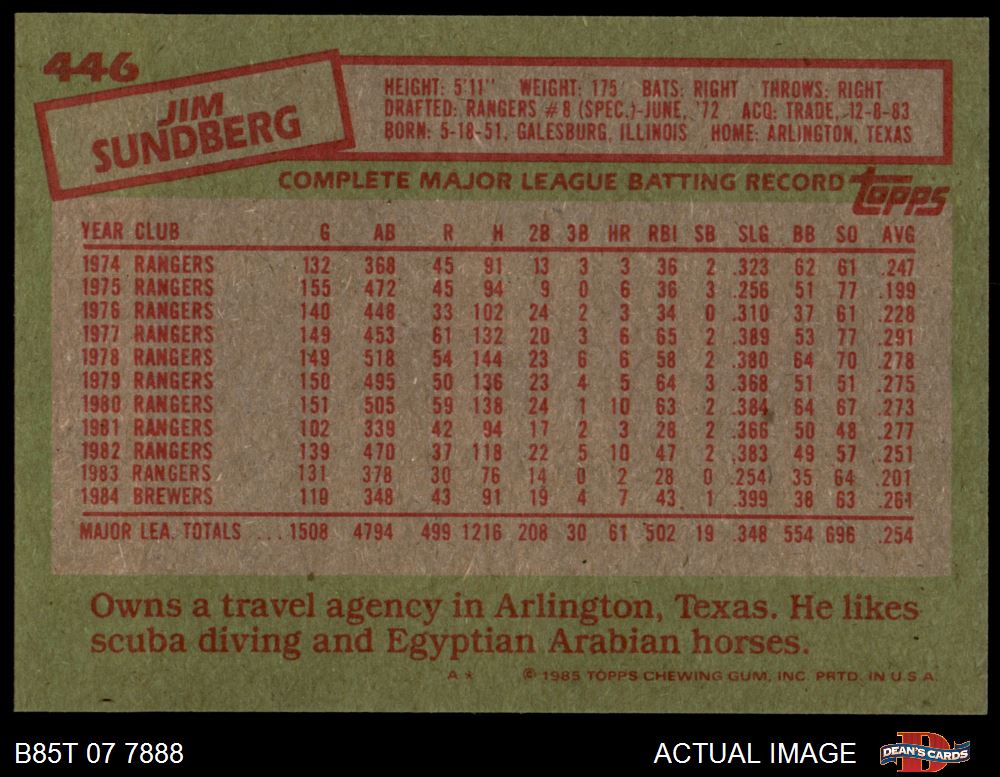 446
JIM
SUNDBERG
HEIGHT: 5'11" WEIGHT: 175 BATS: RIGHT THROWS: RIGHT
DRAFTED: RANGERS #8 (SPEC.)-JUNE, '72 ACQ: TRADE, 12-8-83
BORN: 5-18-51, GALESBURG, ILLINOIS HOME: ARLINGTON, TEXAS
COMPLETE MAJOR LEAGUE BATTING RECORD topps
YEAR CLUB G AB R H 2B 3B HR RBI SB SLG BB SO AVG
1974 RANGERS 132 368 45 91 13 3 3 36 2 .323 62 61 .247
1975 RANGERS 155 472 45 94 9 0 6 36 3 .256 51 77 .199
1976 RANGERS 140 448 33 102 24 2 3 34 0 .310 37 61 .228
1977 RANGERS 149 453 61 132 20 3 6 65 2 .389 53 77 .291
1978 RANGERS 149 518 54 144 23 6 6 58 2 .380 64 70 .278
1979 RANGERS 150 495 50 136 23 4 5 64 3 .368 51 51 .275
1980 RANGERS 151 505 59 138 24 1 10 63 2 .384 64 67 .273
1981 RANGERS 102 339 42 94 17 2 3 28 2 .366 50 48 .277
1982 RANGERS 139 470 37 118 22 5 10 47 2 .383 49 57 .251
1983 RANGERS 131 378 30 76 14 0 2 28 0 .254 35 64 .201
1984 BREWERS 110 348 43 91 19 4 7 43 1 .399 38 63 .261
MAJOR LEA. TOTALS ... 1508 4794 499 1216 208 30 61 502 19 .348 554 696 .254
Owns a travel agency in Arlington, Texas. He likes
scuba diving and Egyptian Arabian horses.
A * © 1985 TOPPS CHEWING GUM, INC. PRTD. IN U.S.A.
B85T 07 7888 ACTUAL IMAGE DEAN'S CARDS